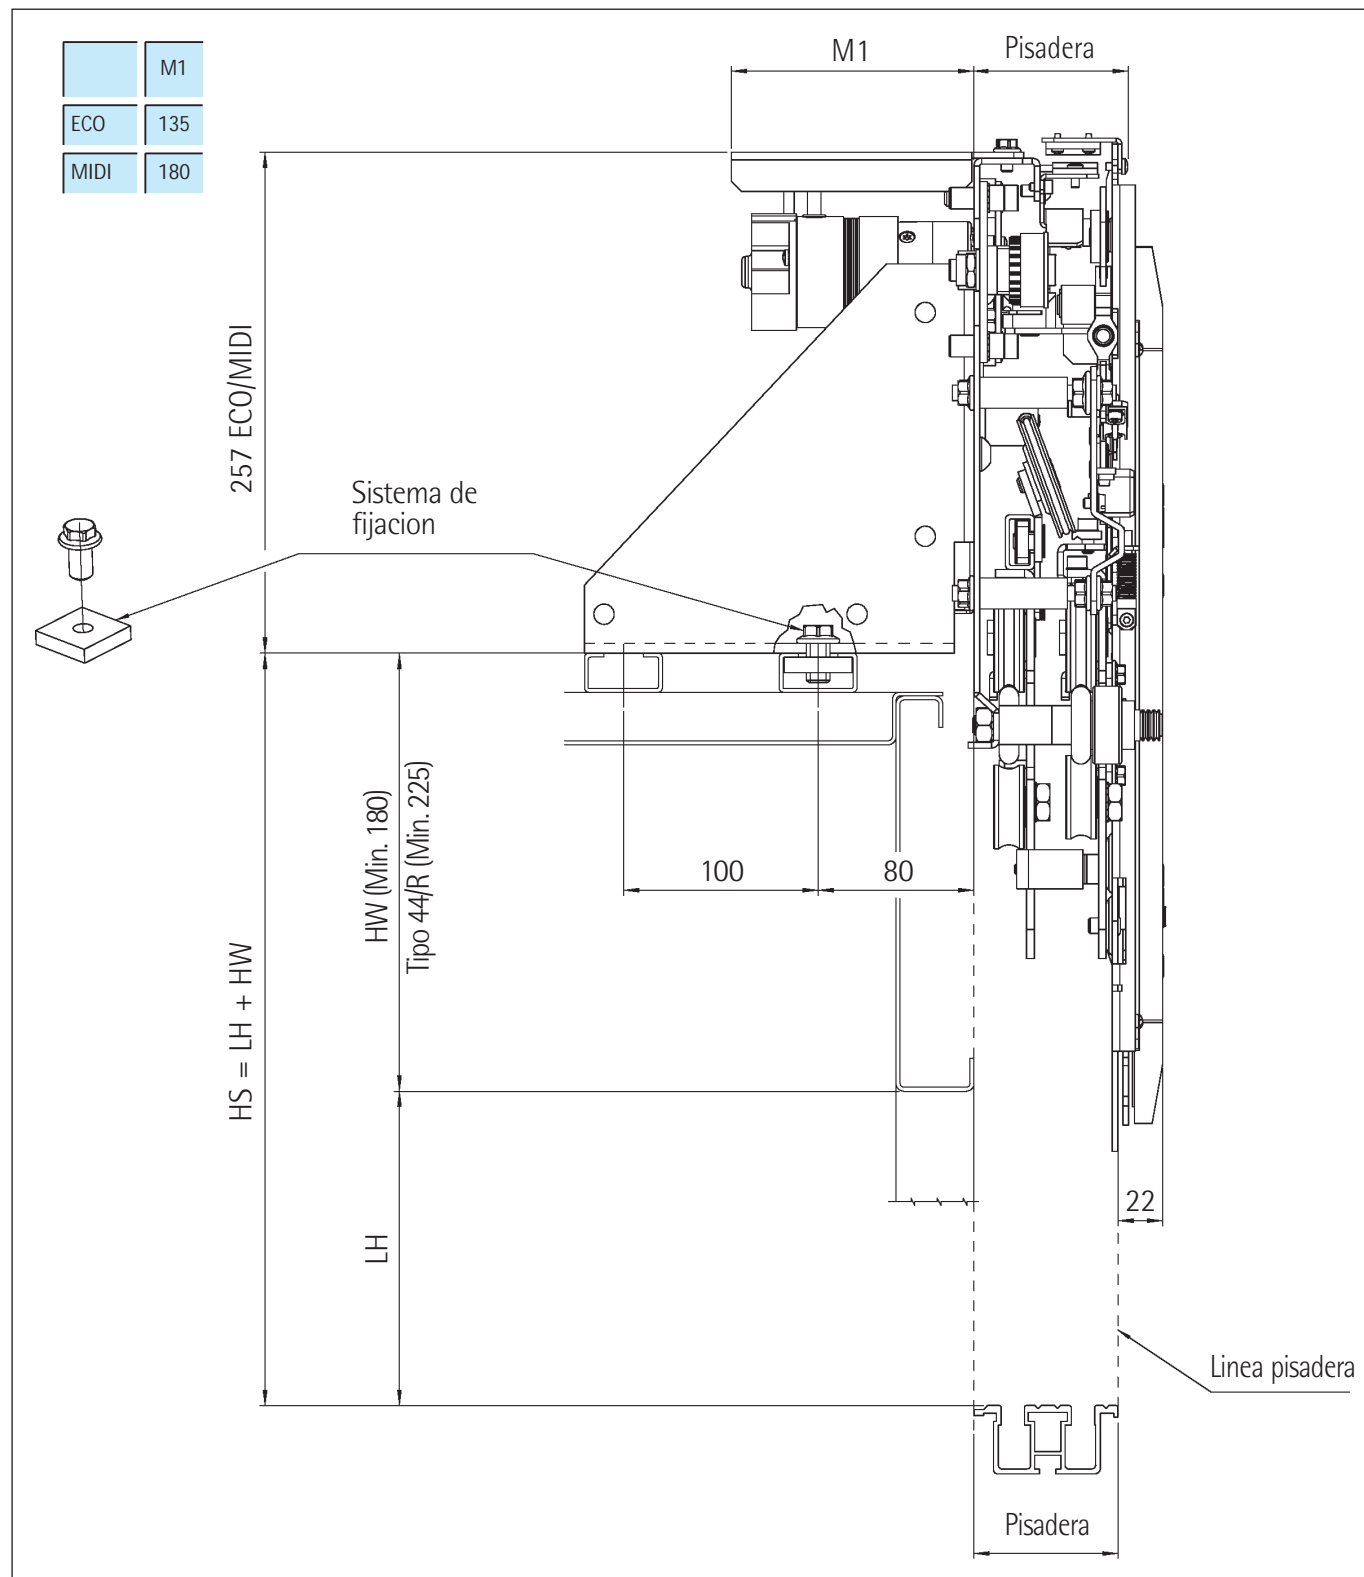 M1
ECO 135
MIDI 180
M1
Pisadera
257 ECO/MIDI
Sistema de
fijacion
HW (Min. 180)
Tipo 44/R (Min. 225)
100
80
HS = LH + HW
LH
22
Linea pisadera
Pisadera